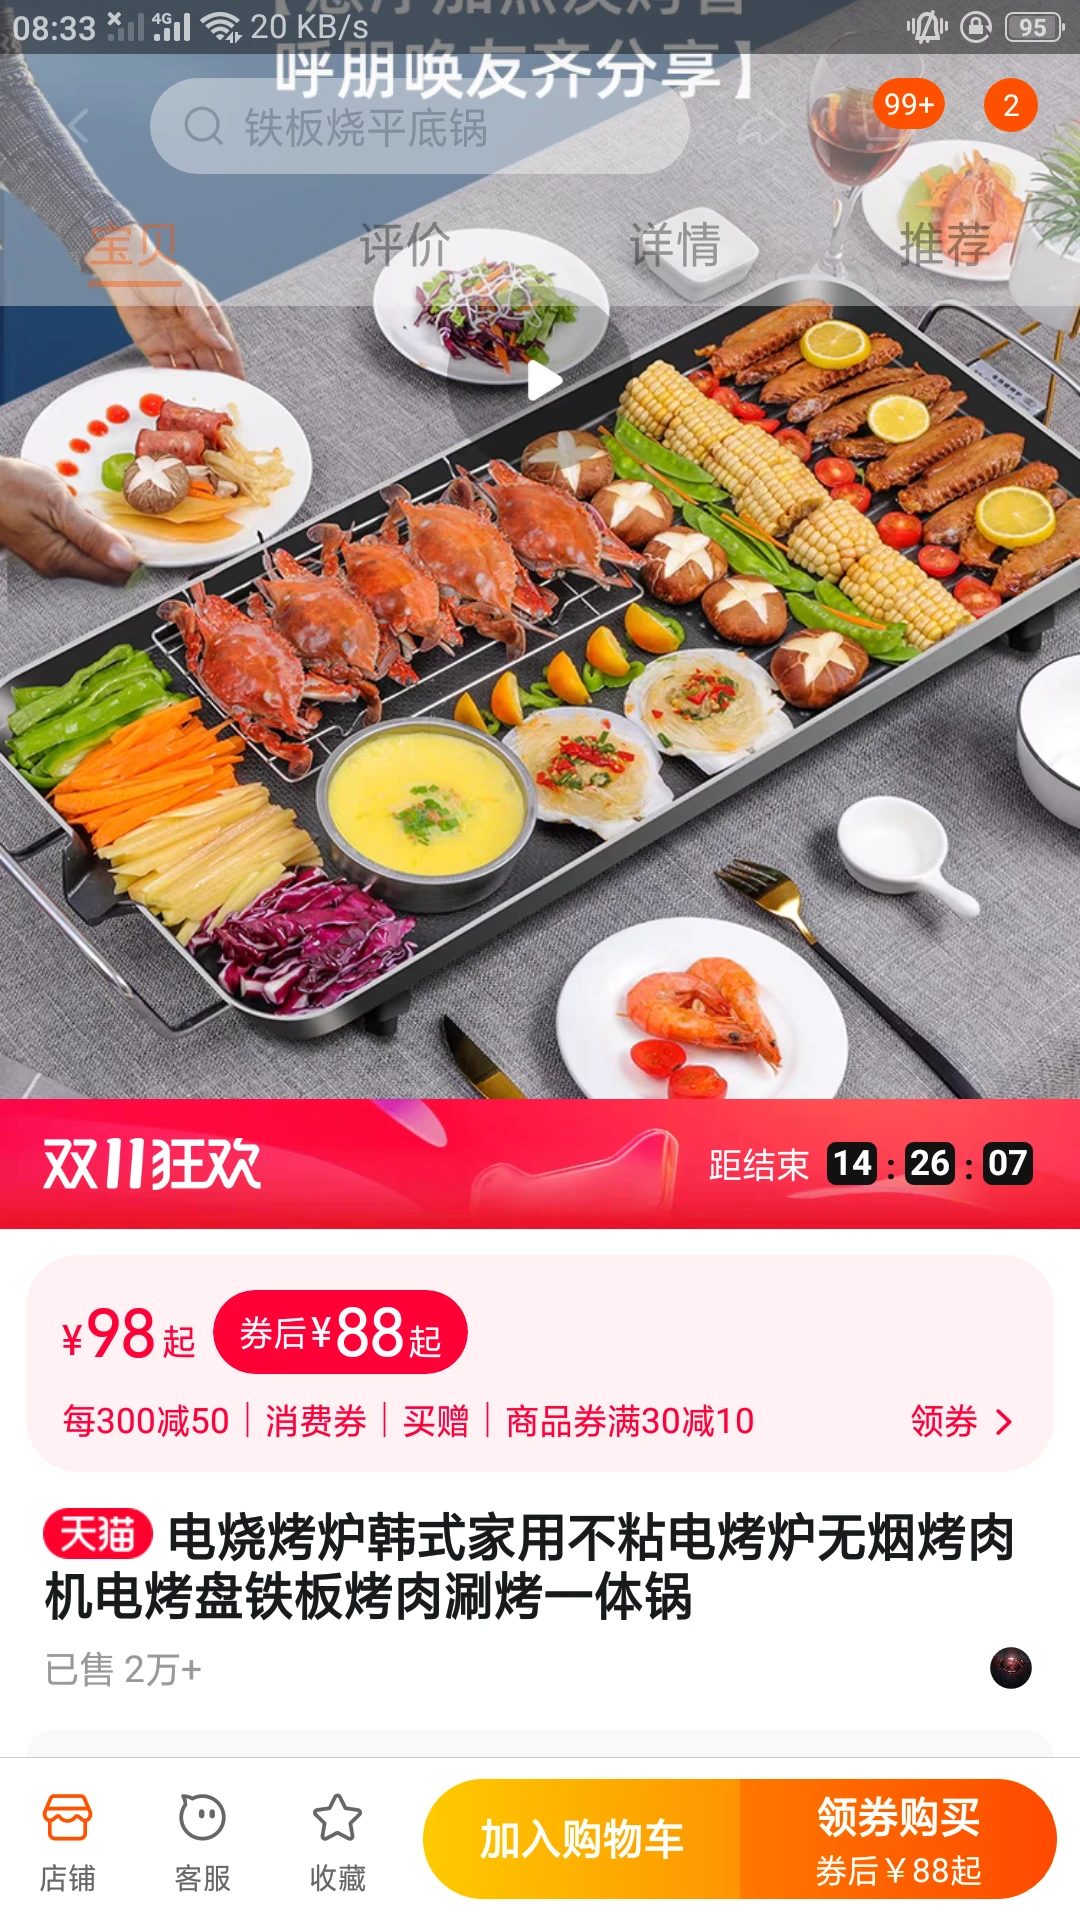 08:33
4G
20 KB/s
95
呼朋唤友齐分享】
铁板烧平底锅
99+
2
宝贝
评价
详情
推荐
双11狂欢
距结束 14 : 26 : 07
¥98起
券后¥88起
每300减50｜消费券｜买赠｜商品券满30减10
领券
天猫 电烧烤炉韩式家用不粘电烤炉无烟烤肉
机电烤盘铁板烤肉涮烤一体锅
已售 2万+
店铺
客服
收藏
加入购物车
领券购买
券后￥88起